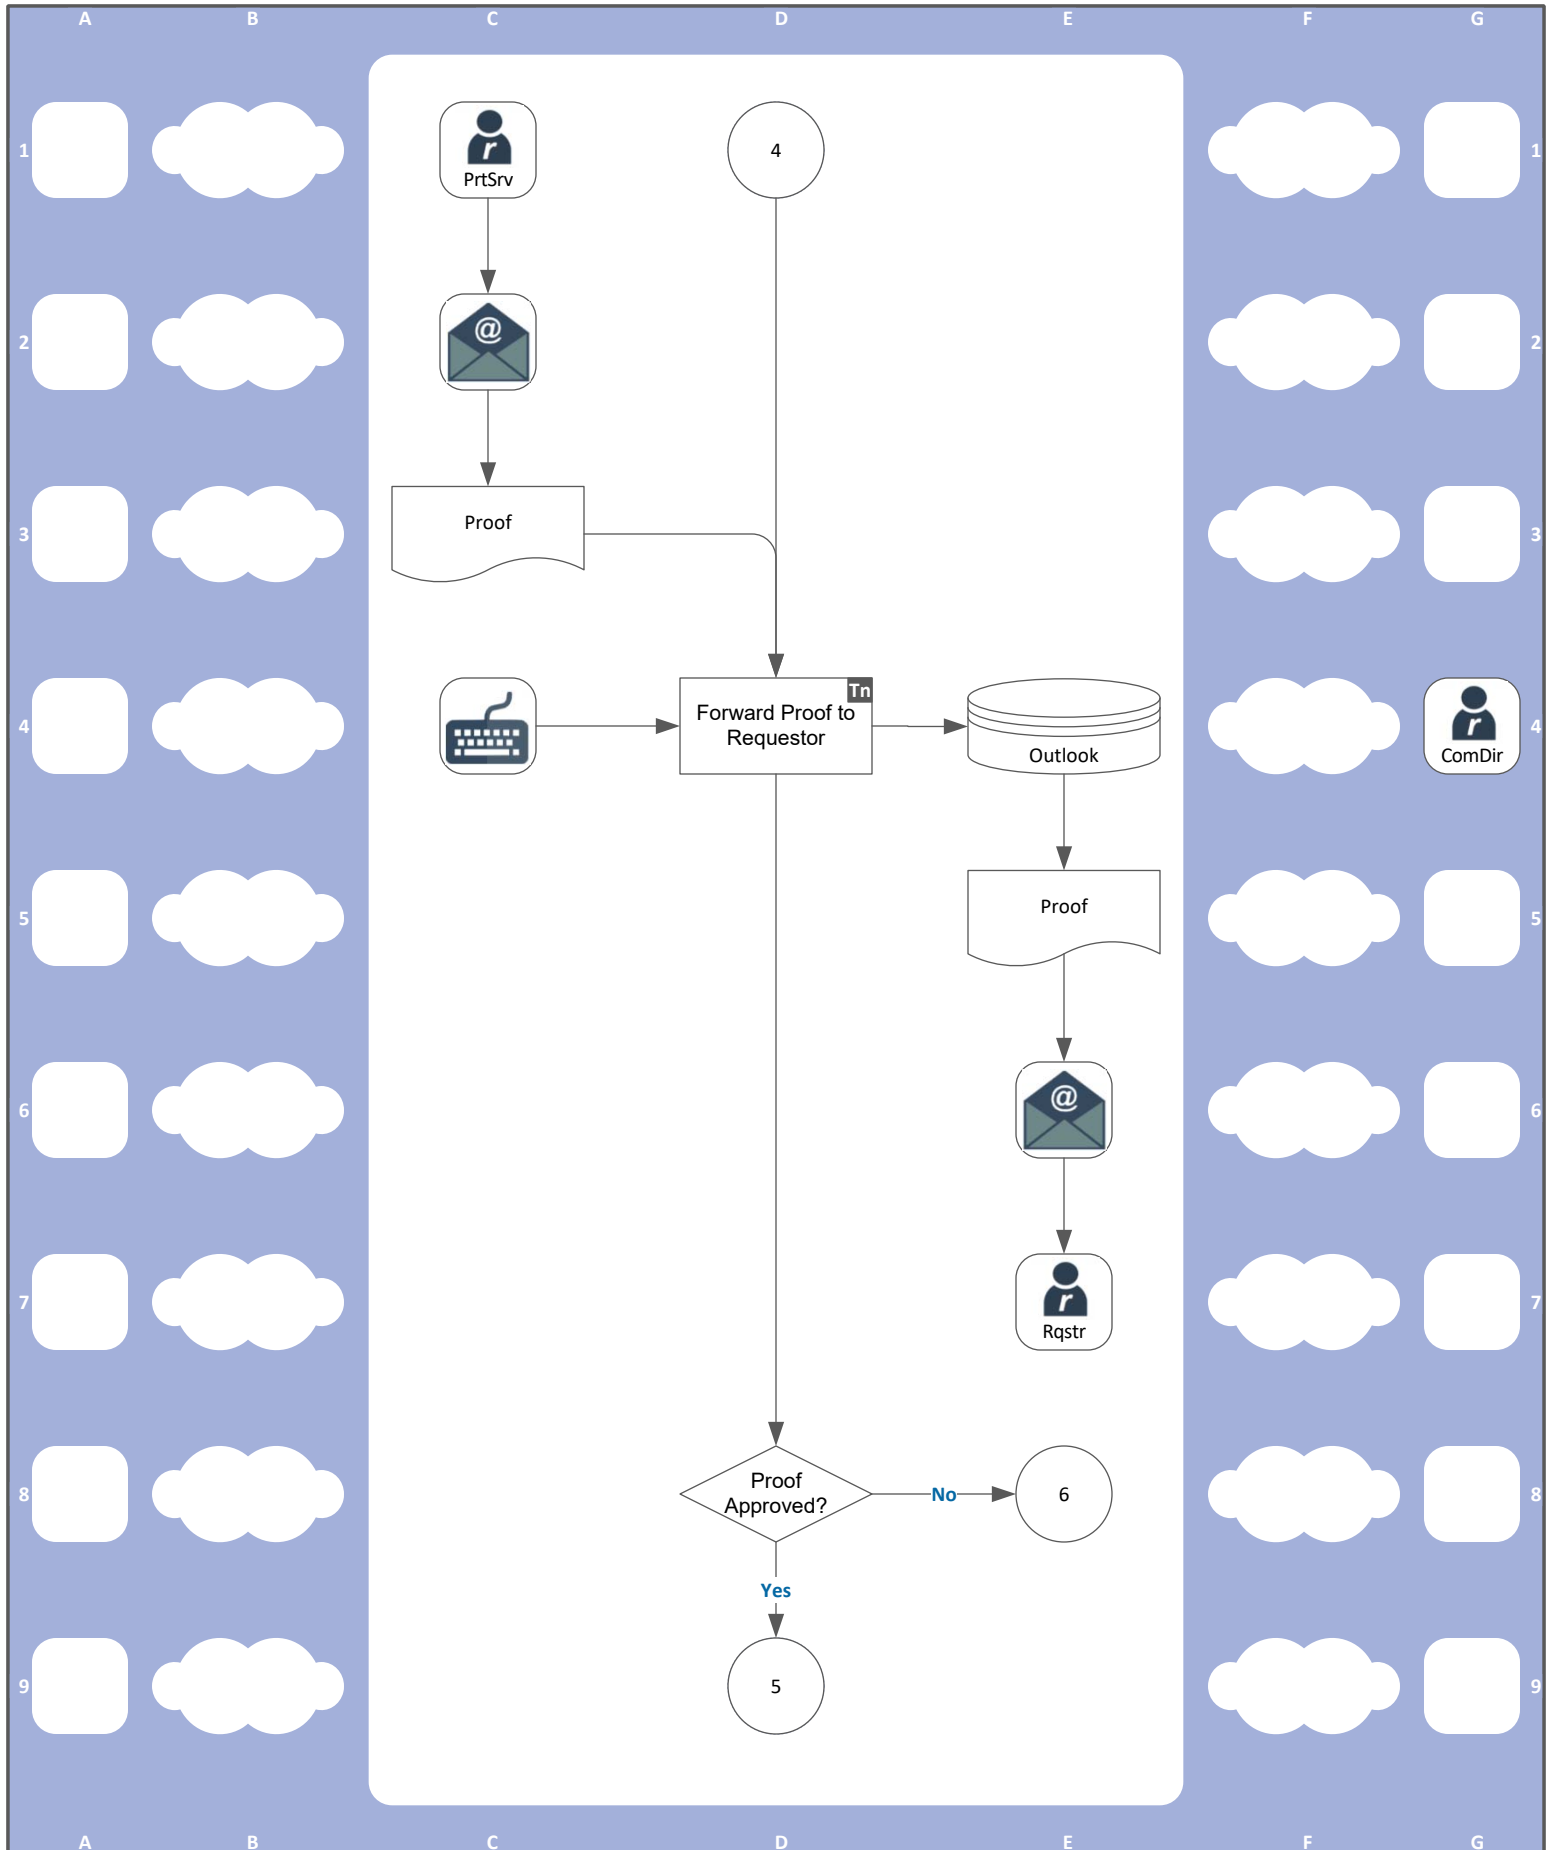 A B C D E F G
1 1
r
PrtSrv
4
2 2
@
3 3
Proof
4 4
Tn
Forward Proof to
Requestor
Outlook
r
ComDir
5 5
Proof
6 6
@
7 7
r
Rqstr
8 8
Proof
Approved?
No
6
Yes
9 9
5
A B C D E F G